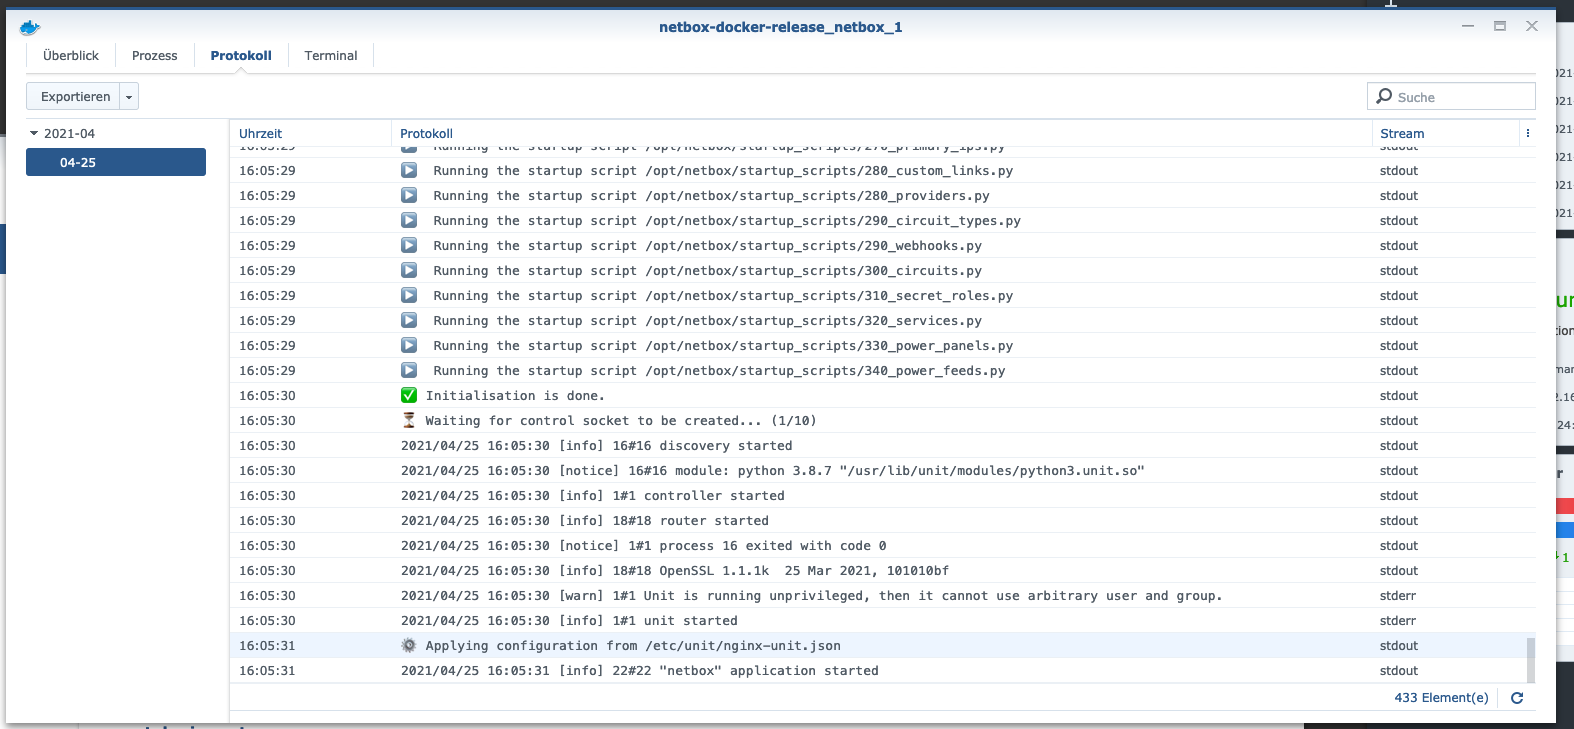 netbox-docker-release_netbox_1
Überblick Prozess Protokoll Terminal
Exportieren Suche
2021-04
04-25
Uhrzeit Protokoll Stream
16:05:29 Running the startup script /opt/netbox/startup_scripts/270_primary_ips.py stdout
16:05:29 Running the startup script /opt/netbox/startup_scripts/280_custom_links.py stdout
16:05:29 Running the startup script /opt/netbox/startup_scripts/280_providers.py stdout
16:05:29 Running the startup script /opt/netbox/startup_scripts/290_circuit_types.py stdout
16:05:29 Running the startup script /opt/netbox/startup_scripts/290_webhooks.py stdout
16:05:29 Running the startup script /opt/netbox/startup_scripts/300_circuits.py stdout
16:05:29 Running the startup script /opt/netbox/startup_scripts/310_secret_roles.py stdout
16:05:29 Running the startup script /opt/netbox/startup_scripts/320_services.py stdout
16:05:29 Running the startup script /opt/netbox/startup_scripts/330_power_panels.py stdout
16:05:29 Running the startup script /opt/netbox/startup_scripts/340_power_feeds.py stdout
16:05:30 ✅ Initialisation is done. stdout
16:05:30 ⏳ Waiting for control socket to be created... (1/10) stdout
16:05:30 2021/04/25 16:05:30 [info] 16#16 discovery started stdout
16:05:30 2021/04/25 16:05:30 [notice] 16#16 module: python 3.8.7 "/usr/lib/unit/modules/python3.unit.so" stdout
16:05:30 2021/04/25 16:05:30 [info] 1#1 controller started stdout
16:05:30 2021/04/25 16:05:30 [info] 18#18 router started stdout
16:05:30 2021/04/25 16:05:30 [notice] 1#1 process 16 exited with code 0 stdout
16:05:30 2021/04/25 16:05:30 [info] 18#18 OpenSSL 1.1.1k  25 Mar 2021, 101010bf stdout
16:05:30 2021/04/25 16:05:30 [warn] 1#1 Unit is running unprivileged, then it cannot use arbitrary user and group. stderr
16:05:30 2021/04/25 16:05:30 [info] 1#1 unit started stderr
16:05:31 ⚙️ Applying configuration from /etc/unit/nginx-unit.json stdout
16:05:31 2021/04/25 16:05:31 [info] 22#22 "netbox" application started stdout
433 Element(e)